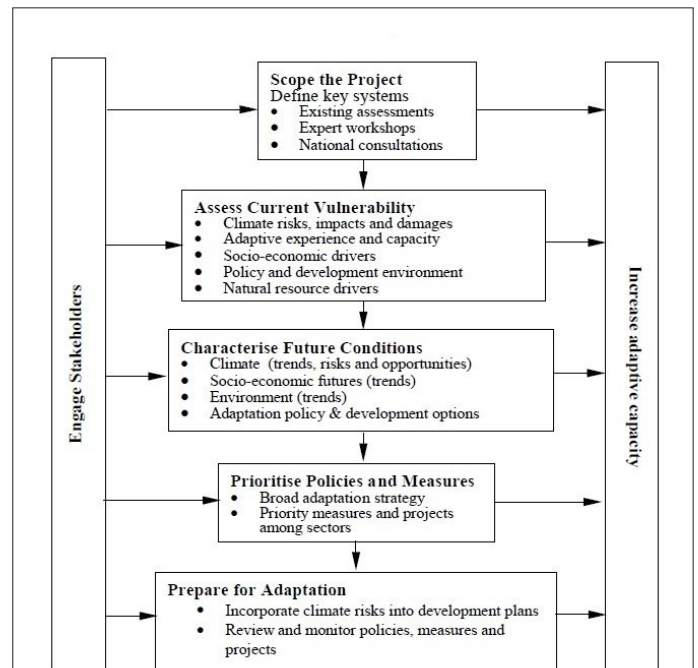 Scope the Project
Define key systems
• Existing assessments
• Expert workshops
• National consultations
Assess Current Vulnerability
• Climate risks, impacts and damages
• Adaptive experience and capacity
• Socio-economic drivers
• Policy and development environment
• Natural resource drivers
Engage Stakeholders
Increase adaptive capacity
Characterise Future Conditions
• Climate (trends, risks and opportunities)
• Socio-economic futures (trends)
• Environment (trends)
• Adaptation policy & development options
Prioritise Policies and Measures
• Broad adaptation strategy
• Priority measures and projects
among sectors
Prepare for Adaptation
• Incorporate climate risks into development plans
• Review and monitor policies, measures and
projects